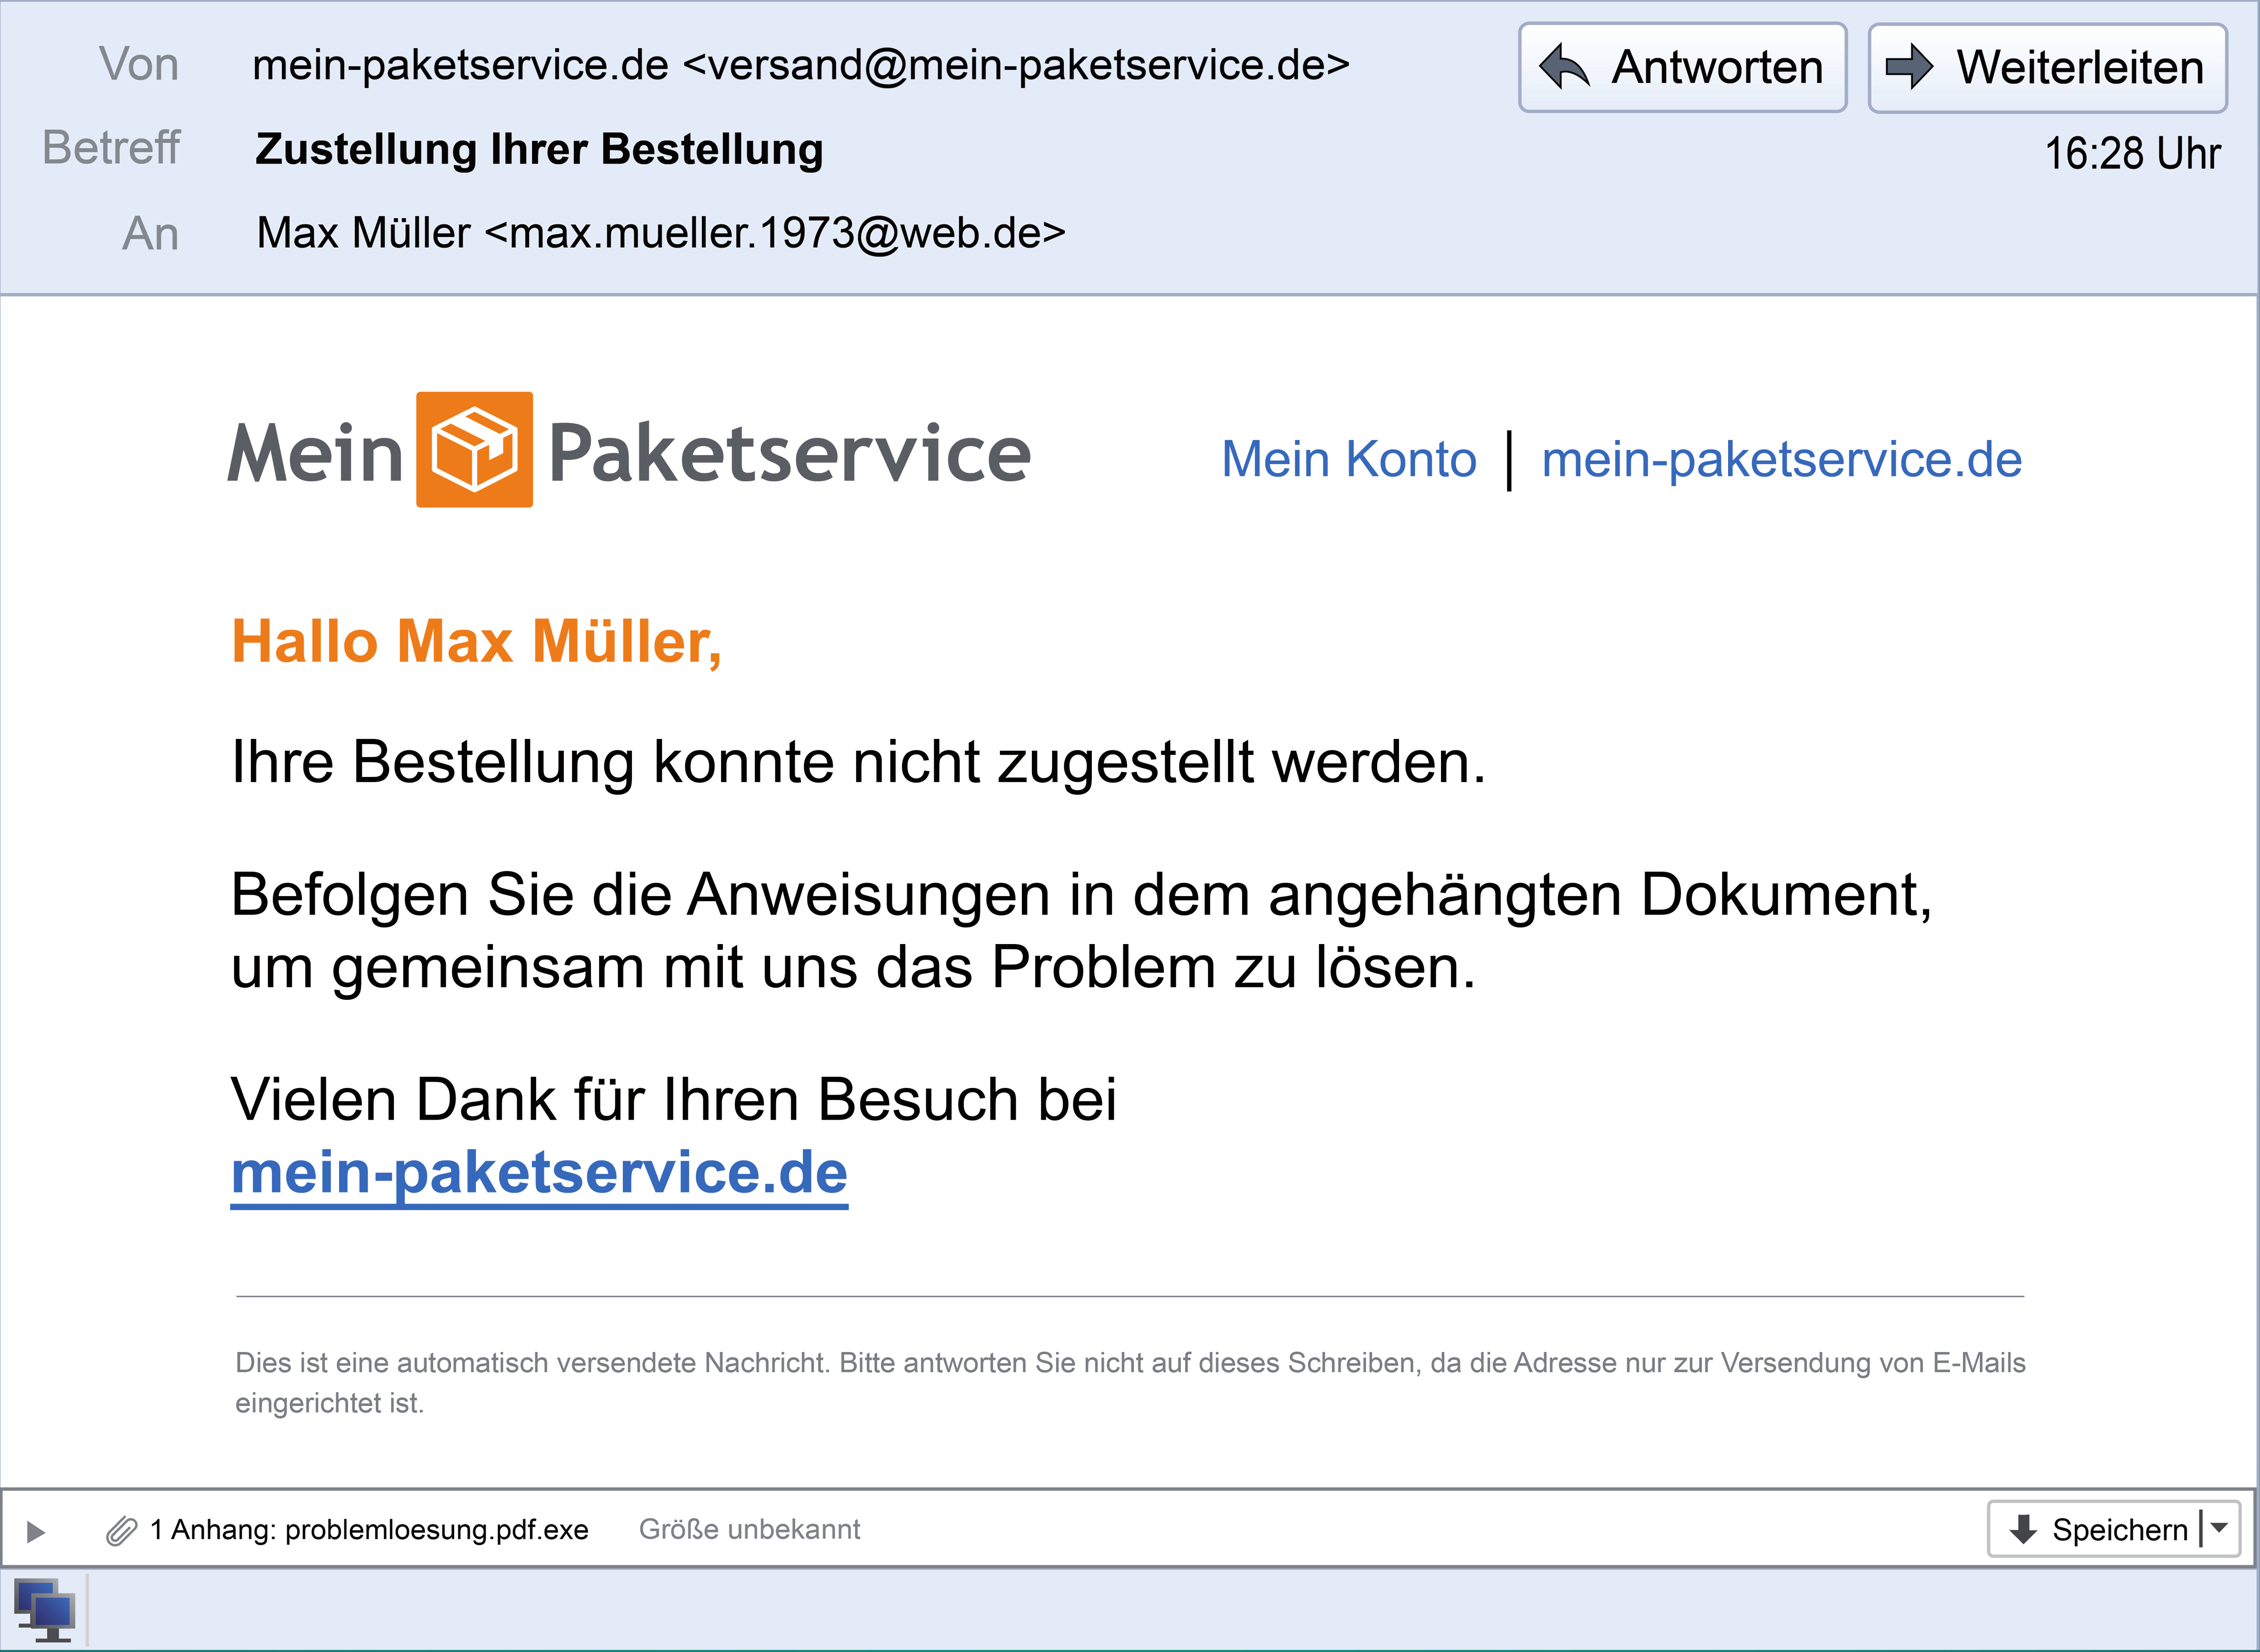 Von mein-paketservice.de <versand@mein-paketservice.de> Antworten Weiterleiten
Betreff Zustellung Ihrer Bestellung 16:28 Uhr
An Max Müller <max.mueller.1973@web.de>
Mein Paketservice Mein Konto | mein-paketservice.de
Hallo Max Müller,
Ihre Bestellung konnte nicht zugestellt werden.
Befolgen Sie die Anweisungen in dem angehängten Dokument,
um gemeinsam mit uns das Problem zu lösen.
Vielen Dank für Ihren Besuch bei
mein-paketservice.de
Dies ist eine automatisch versendete Nachricht. Bitte antworten Sie nicht auf dieses Schreiben, da die Adresse nur zur Versendung von E-Mails
eingerichtet ist.
1 Anhang: problemloesung.pdf.exe Größe unbekannt Speichern